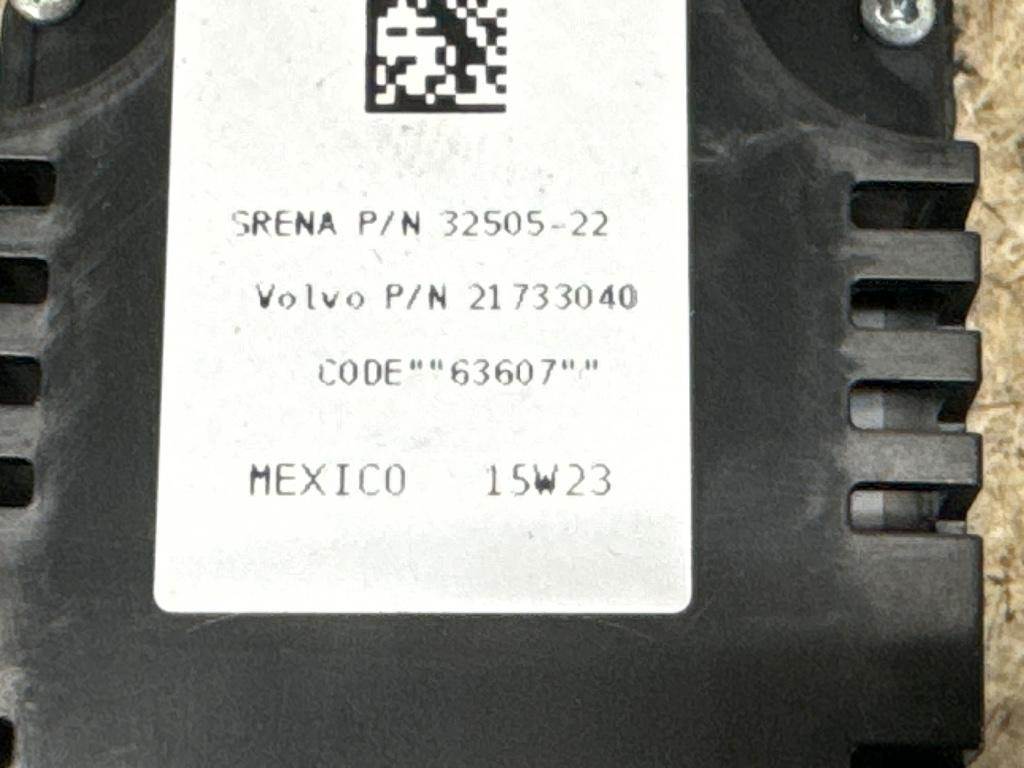 SRENA P/N 32505-22
Volvo P/N 21733040
CODE""63607""
MEXICO 15W23